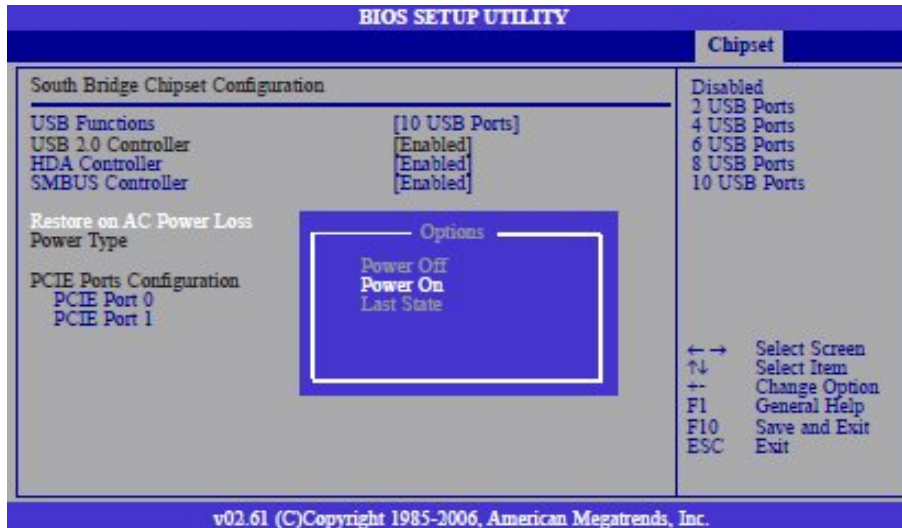 BIOS SETUP UTILITY
Chipset
South Bridge Chipset Configuration
USB Functions [10 USB Ports]
USB 2.0 Controller [Enabled]
HDA Controller [Enabled]
SMBUS Controller [Enabled]
Restore on AC Power Loss
Power Type
PCIE Ports Configuration
PCIE Port 0
PCIE Port 1
Options
Power Off
Power On
Last State
Disabled
2 USB Ports
4 USB Ports
6 USB Ports
8 USB Ports
10 USB Ports
←→ Select Screen
↑↓ Select Item
+- Change Option
F1 General Help
F10 Save and Exit
ESC Exit
v02.61 (C)Copyright 1985-2006, American Megatrends, Inc.